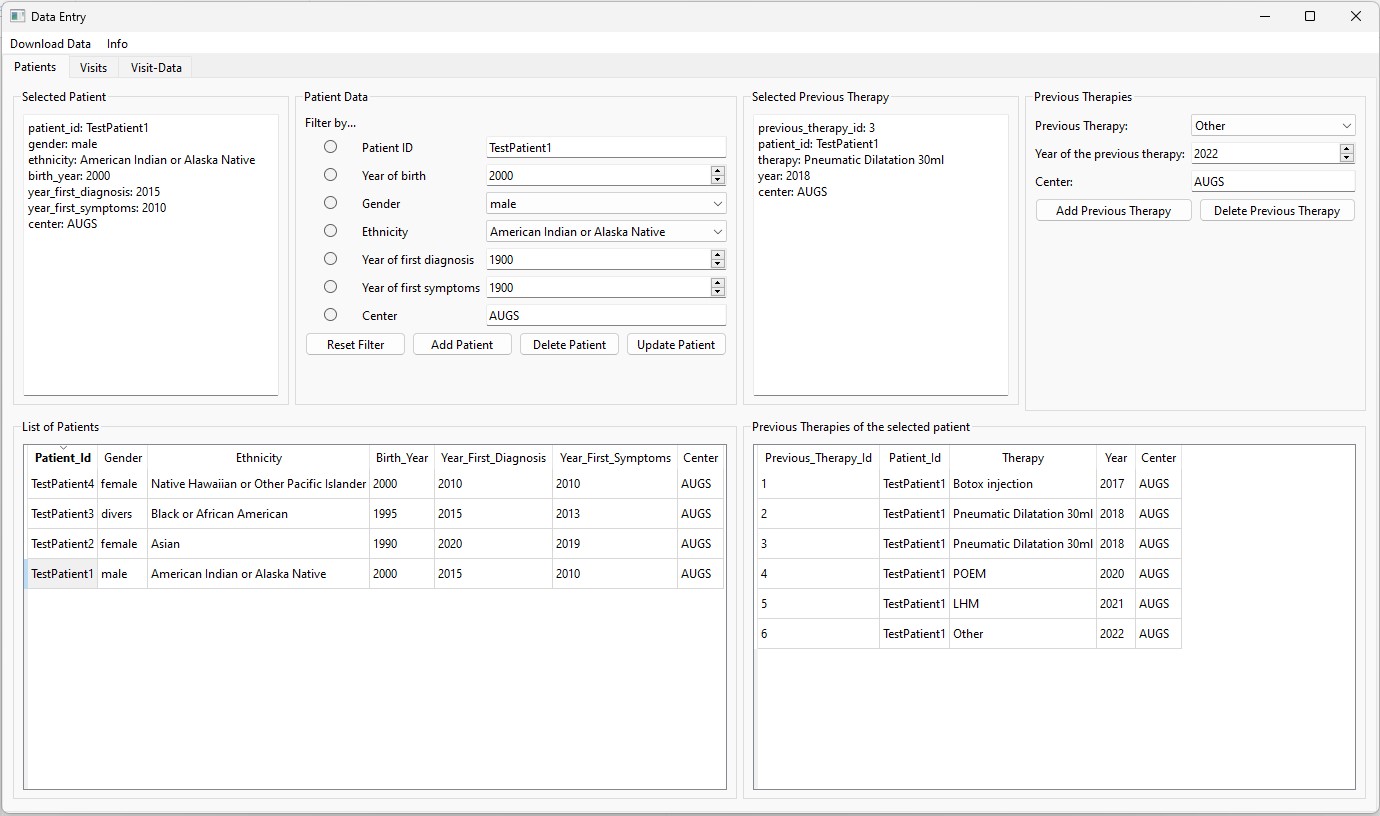 Data Entry
Download Data Info
Patients Visits Visit-Data
Selected Patient
patient_id: TestPatient1
gender: male
ethnicity: American Indian or Alaska Native
birth_year: 2000
year_first_diagnosis: 2015
year_first_symptoms: 2010
center: AUGS
Patient Data
Filter by...
Patient ID TestPatient1
Year of birth 2000
Gender male
Ethnicity American Indian or Alaska Native
Year of first diagnosis 1900
Year of first symptoms 1900
Center AUGS
Reset Filter Add Patient Delete Patient Update Patient
Selected Previous Therapy
previous_therapy_id: 3
patient_id: TestPatient1
therapy: Pneumatic Dilatation 30ml
year: 2018
center: AUGS
Previous Therapies
Previous Therapy: Other
Year of the previous therapy: 2022
Center: AUGS
Add Previous Therapy Delete Previous Therapy
List of Patients
Patient_Id Gender Ethnicity Birth_Year Year_First_Diagnosis Year_First_Symptoms Center
TestPatient4 female Native Hawaiian or Other Pacific Islander 2000 2010 2010 AUGS
TestPatient3 divers Black or African American 1995 2015 2013 AUGS
TestPatient2 female Asian 1990 2020 2019 AUGS
TestPatient1 male American Indian or Alaska Native 2000 2015 2010 AUGS
Previous Therapies of the selected patient
Previous_Therapy_Id Patient_Id Therapy Year Center
1 TestPatient1 Botox injection 2017 AUGS
2 TestPatient1 Pneumatic Dilatation 30ml 2018 AUGS
3 TestPatient1 Pneumatic Dilatation 30ml 2018 AUGS
4 TestPatient1 POEM 2020 AUGS
5 TestPatient1 LHM 2021 AUGS
6 TestPatient1 Other 2022 AUGS